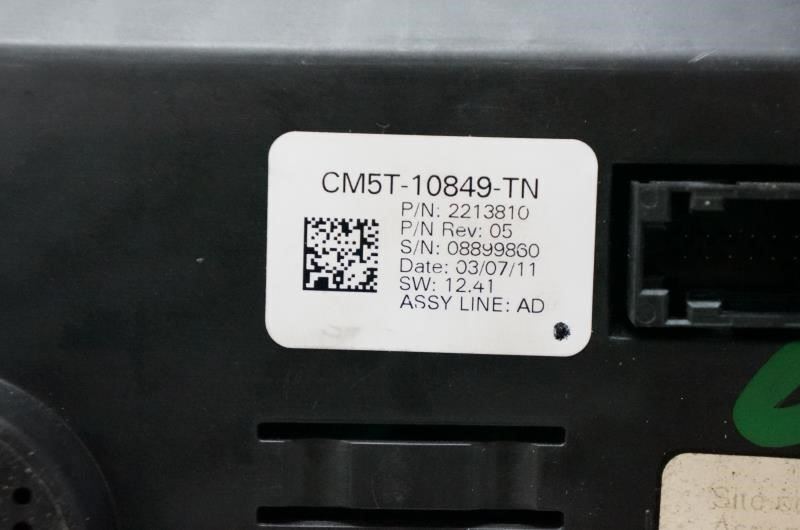 CM5T-10849-TN
P/N: 2213810
P/N Rev: 05
S/N: 08899860
Date: 03/07/11
SW: 12.41
ASSY LINE: AD